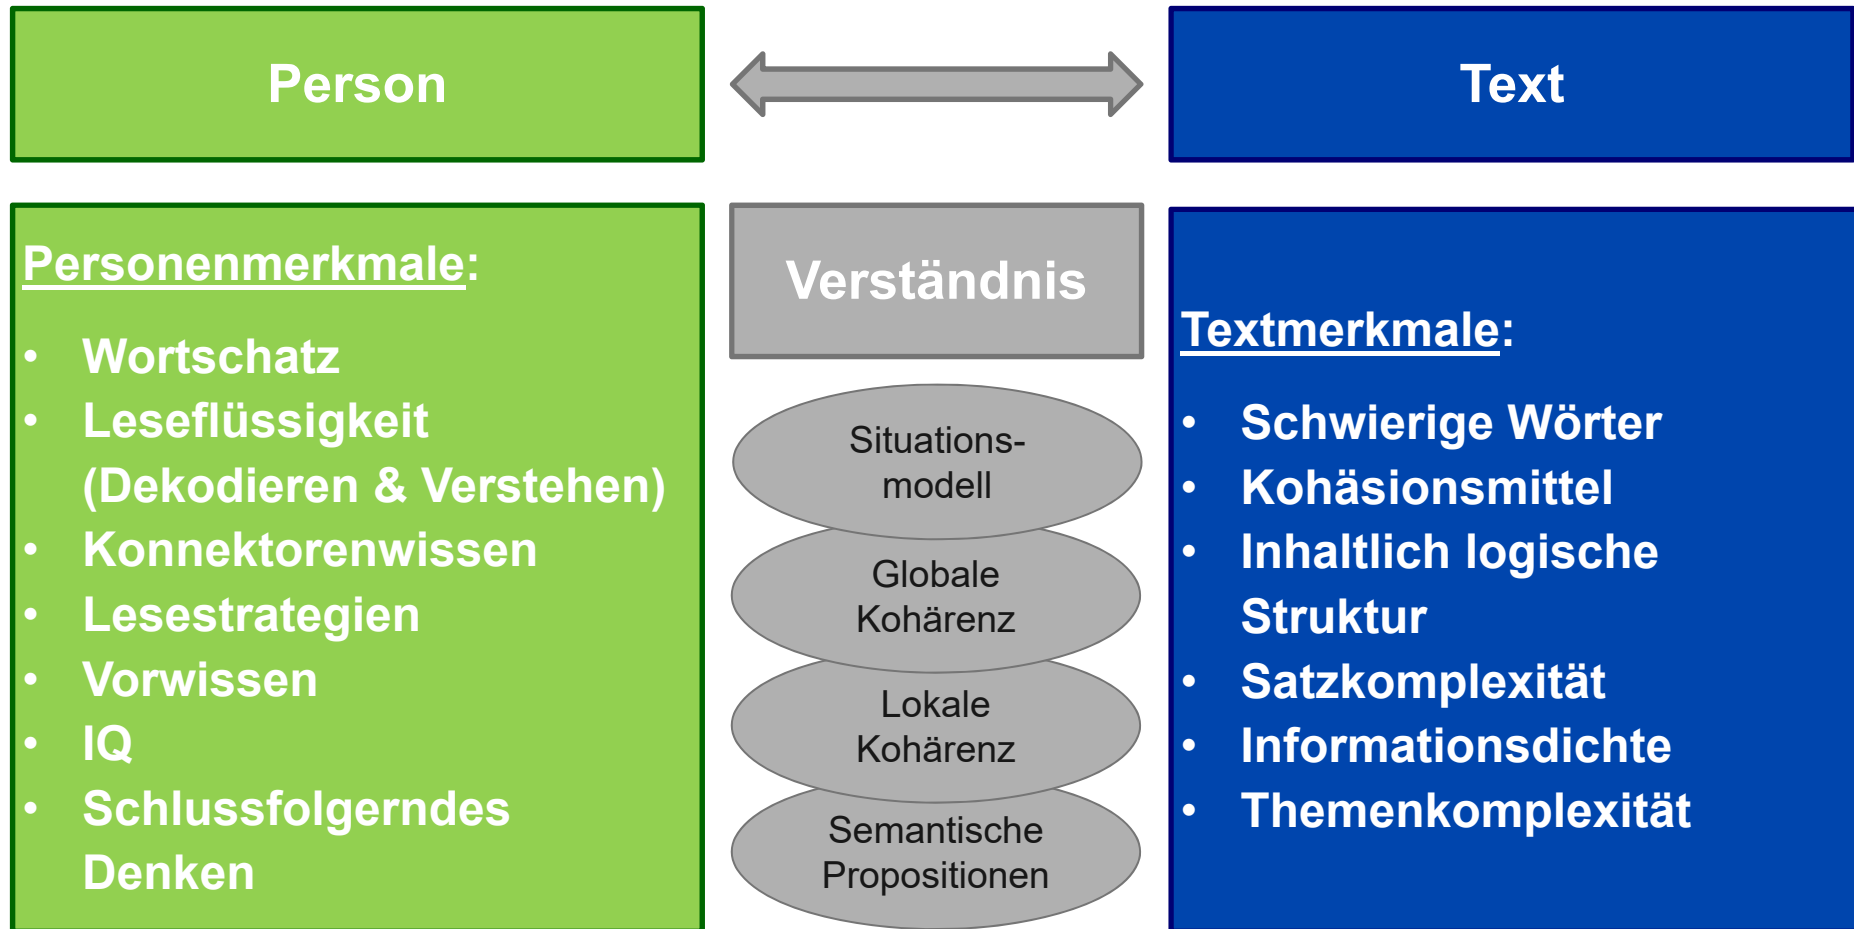 Person
Text
Personenmerkmale:
• Wortschatz
• Leseflüssigkeit
(Dekodieren & Verstehen)
• Konnektorenwissen
• Lesestrategien
• Vorwissen
• IQ
• Schlussfolgerndes
Denken
Verständnis
Situations-
modell
Globale
Kohärenz
Lokale
Kohärenz
Semantische
Propositionen
Textmerkmale:
• Schwierige Wörter
• Kohäsionsmittel
• Inhaltlich logische
Struktur
• Satzkomplexität
• Informationsdichte
• Themenkomplexität